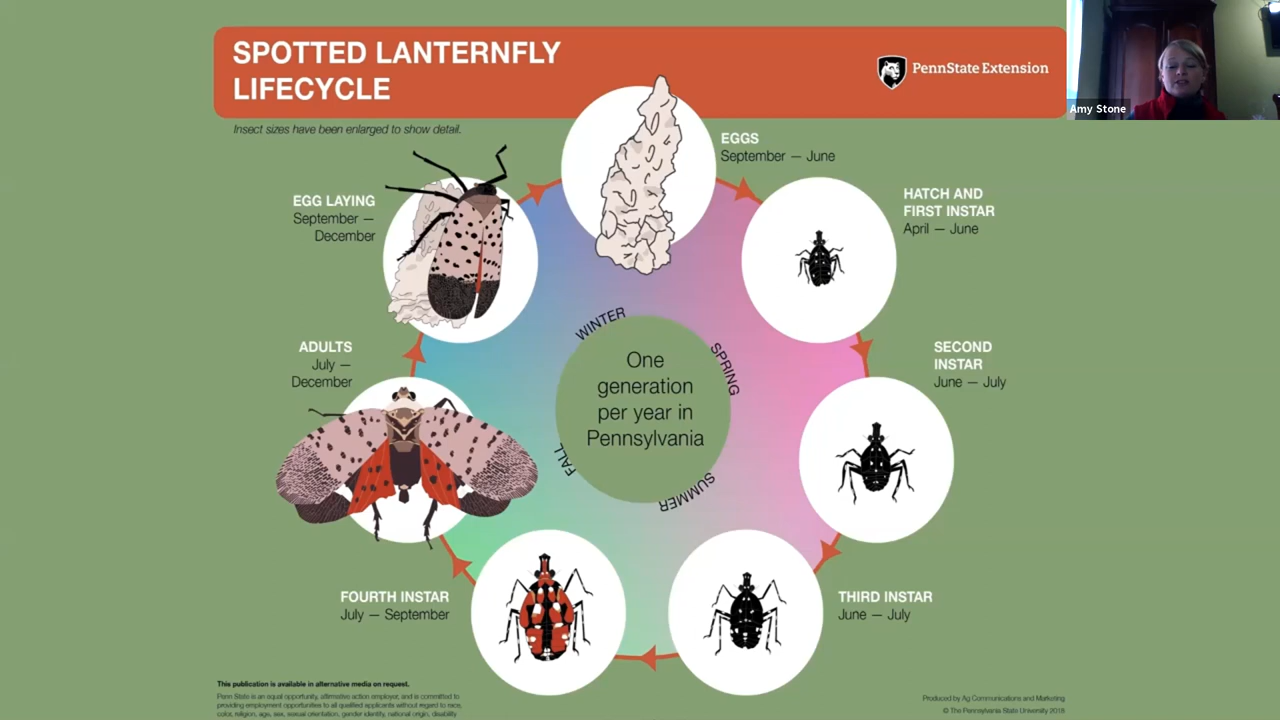 SPOTTED LANTERNFLY
LIFECYCLE
PennState Extension
Amy Stone
Insect sizes have been enlarged to show detail.
EGGS
September — June
HATCH AND
FIRST INSTAR
April — June
SECOND
INSTAR
June — July
THIRD INSTAR
June — July
FOURTH INSTAR
July — September
ADULTS
July —
December
EGG LAYING
September —
December
WINTER
SPRING
SUMMER
FALL
One
generation
per year in
Pennsylvania
This publication is available in alternative media on request.
Penn State is an equal opportunity, affirmative action employer, and is committed to
providing employment opportunities to all qualified applicants without regard to race,
color, religion, age, sex, sexual orientation, gender identity, national origin, disability
Produced by Ag Communications and Marketing
© The Pennsylvania State University 2018